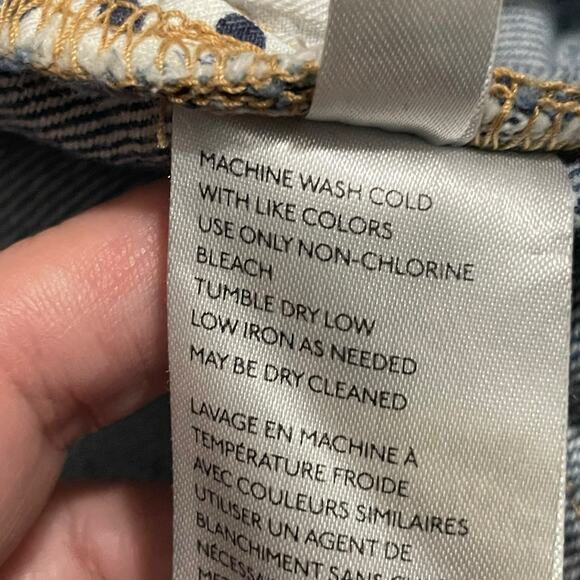 MACHINE WASH COLD
WITH LIKE COLORS
USE ONLY NON-CHLORINE
BLEACH
TUMBLE DRY LOW
LOW IRON AS NEEDED
MAY BE DRY CLEANED
LAVAGE EN MACHINE À
TEMPÉRATURE FROIDE
AVEC COULEURS SIMILAIRES
UTILISER UN AGENT DE
BLANCHIMENT SANS